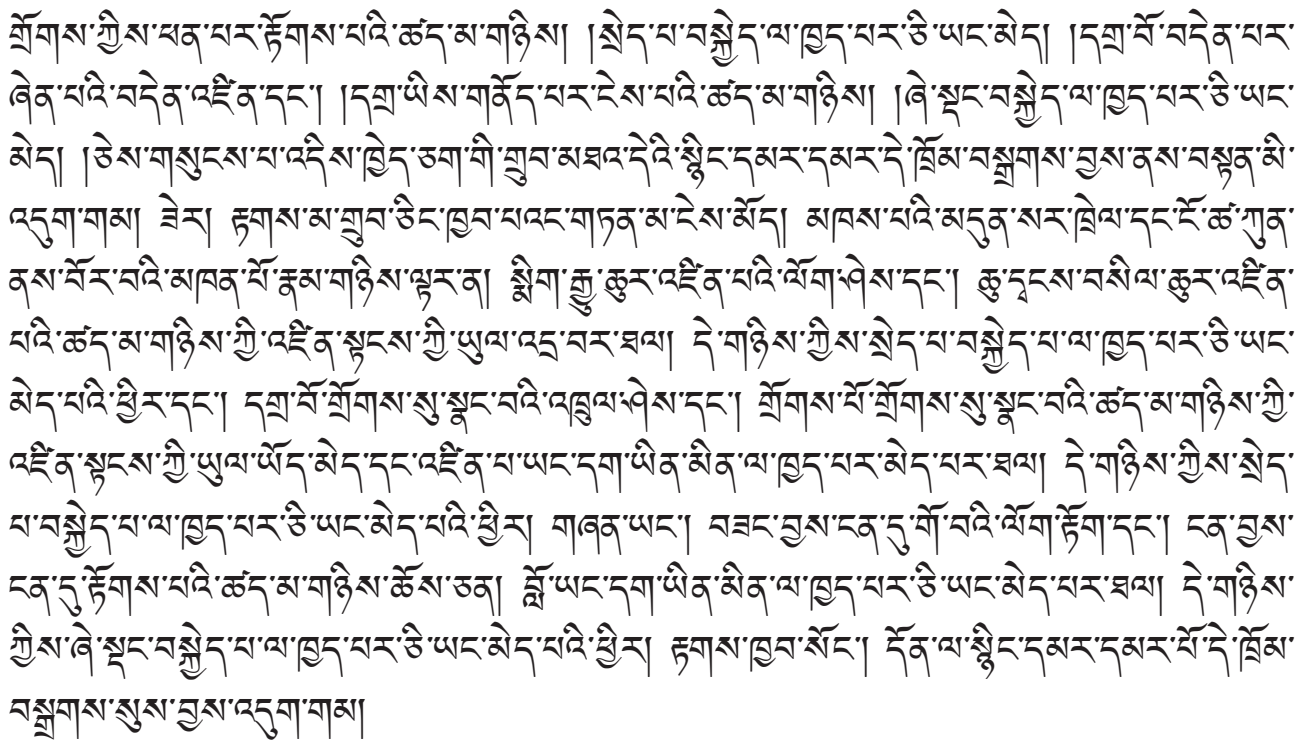 གྲོགས་ཀྱིས་ཕན་པར་རྟོགས་པའི་ཚད་མ་གཉིས། །སྲེད་པ་བསྐྱེད་ལ་ཁྱད་པར་ཅི་ཡང་མེད། །དགྲ་བོ་བདེན་པར་
ཞེན་པའི་བདེན་འཛིན་དང་། །དགྲ་ཡིས་གནོད་པར་ངེས་པའི་ཚད་མ་གཉིས། །ཞེ་སྡང་བསྐྱེད་ལ་ཁྱད་པར་ཅི་ཡང་
མེད། །ཅེས་གསུངས་པ་འདིས་ཁྱེད་ཅག་གི་གྲུབ་མཐའ་དེའི་སྙིང་དམར་དམར་དེ་ཁྲོམ་བསྒྲགས་བྱས་ནས་བསྟན་མི་
འདུག་གམ། ཟེར། རྟགས་མ་གྲུབ་ཅིང་ཁྱབ་པའང་གཏན་མ་ངེས་མོད། མཁས་པའི་མདུན་སར་ཁྲེལ་དང་ངོ་ཚ་ཀུན་
ནས་བོར་བའི་མཁན་པོ་རྣམ་གཉིས་ལྟར་ན། སྨིག་རྒྱུ་ཆུར་འཛིན་པའི་ལོག་ཤེས་དང་། ཆུ་དྭངས་བསིལ་ཆུར་འཛིན་
པའི་ཚད་མ་གཉིས་ཀྱི་འཛིན་སྟངས་ཀྱི་ཡུལ་འདྲ་བར་ཐལ། དེ་གཉིས་ཀྱིས་སྲེད་པ་བསྐྱེད་པ་ལ་ཁྱད་པར་ཅི་ཡང་
མེད་པའི་ཕྱིར་དང་། དགྲ་བོ་གྲོགས་སུ་སྣང་བའི་འཁྲུལ་ཤེས་དང་། གྲོགས་པོ་གྲོགས་སུ་སྣང་བའི་ཚད་མ་གཉིས་ཀྱི་
འཛིན་སྟངས་ཀྱི་ཡུལ་ཡོད་མེད་དང་འཛིན་པ་ཡང་དག་ཡིན་མིན་ལ་ཁྱད་པར་མེད་པར་ཐལ། དེ་གཉིས་ཀྱིས་སྲེད་
པ་བསྐྱེད་པ་ལ་ཁྱད་པར་ཅི་ཡང་མེད་པའི་ཕྱིར། གཞན་ཡང་། བཟང་བྱས་ངན་དུ་གོ་བའི་ལོག་རྟོག་དང་། ངན་བྱས་
ངན་དུ་རྟོགས་པའི་ཚད་མ་གཉིས་ཆོས་ཅན། བློ་ཡང་དག་ཡིན་མིན་ལ་ཁྱད་པར་ཅི་ཡང་མེད་པར་ཐལ། དེ་གཉིས་
ཀྱིས་ཞེ་སྡང་བསྐྱེད་པ་ལ་ཁྱད་པར་ཅི་ཡང་མེད་པའི་ཕྱིར། རྟགས་ཁྱབ་སོང་། དོན་ལ་སྙིང་དམར་དམར་པོ་དེ་ཁྲོམ་
བསྒྲགས་སུས་བྱས་འདུག་གམ།